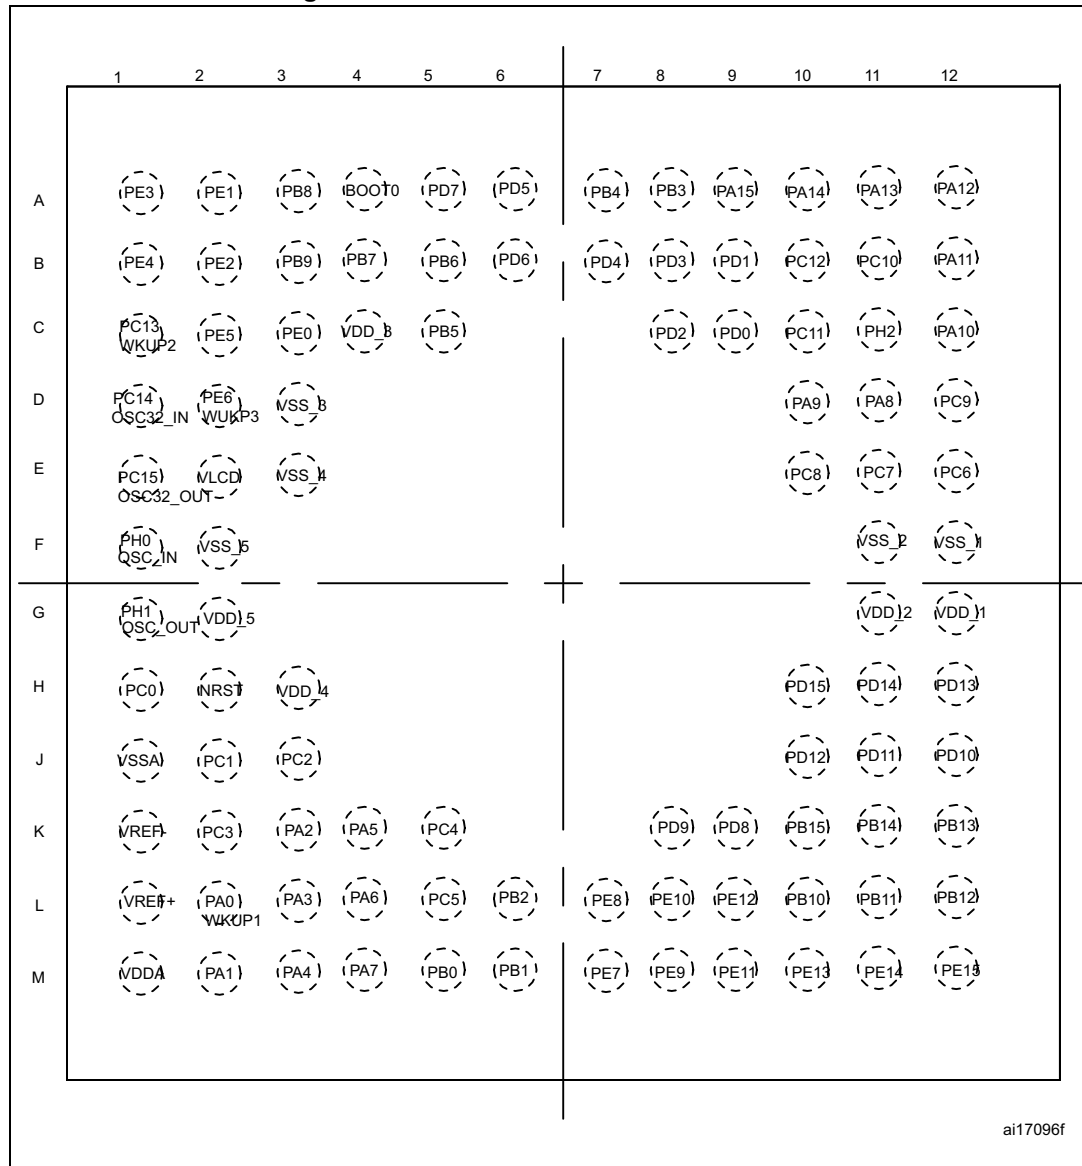 1 2 3 4 5 6 7 8 9 10 11 12
A PE3 PE1 PB8 BOOT0 PD7 PD5 PB4 PB3 PA15 PA14 PA13 PA12
B PE4 PE2 PB9 PB7 PB6 PD6 PD4 PD3 PD1 PC12 PC10 PA11
C PC13 PE5 PE0 VDD_3 PB5 PD2 PD0 PC11 PH2 PA10
WKUP2
D PC14 PE6 VSS_3 PA9 PA8 PC9
OSC32_IN WUKP3
E PC15 VLCD VSS_4 PC8 PC7 PC6
OSC32_OUT
F PH0 VSS_5 VSS_2 VSS_1
OSC_IN
G PH1 VDD_5 VDD_2 VDD_1
OSC_OUT
H PC0 NRST VDD_4 PD15 PD14 PD13
J VSSA PC1 PC2 PD12 PD11 PD10
K VREF- PC3 PA2 PA5 PC4 PD9 PD8 PB15 PB14 PB13
L VREF+ PA0 PA3 PA6 PC5 PB2 PE8 PE10 PE12 PB10 PB11 PB12
WKUP1
M VDDA PA1 PA4 PA7 PB0 PB1 PE7 PE9 PE11 PE13 PE14 PE15
ai17096f